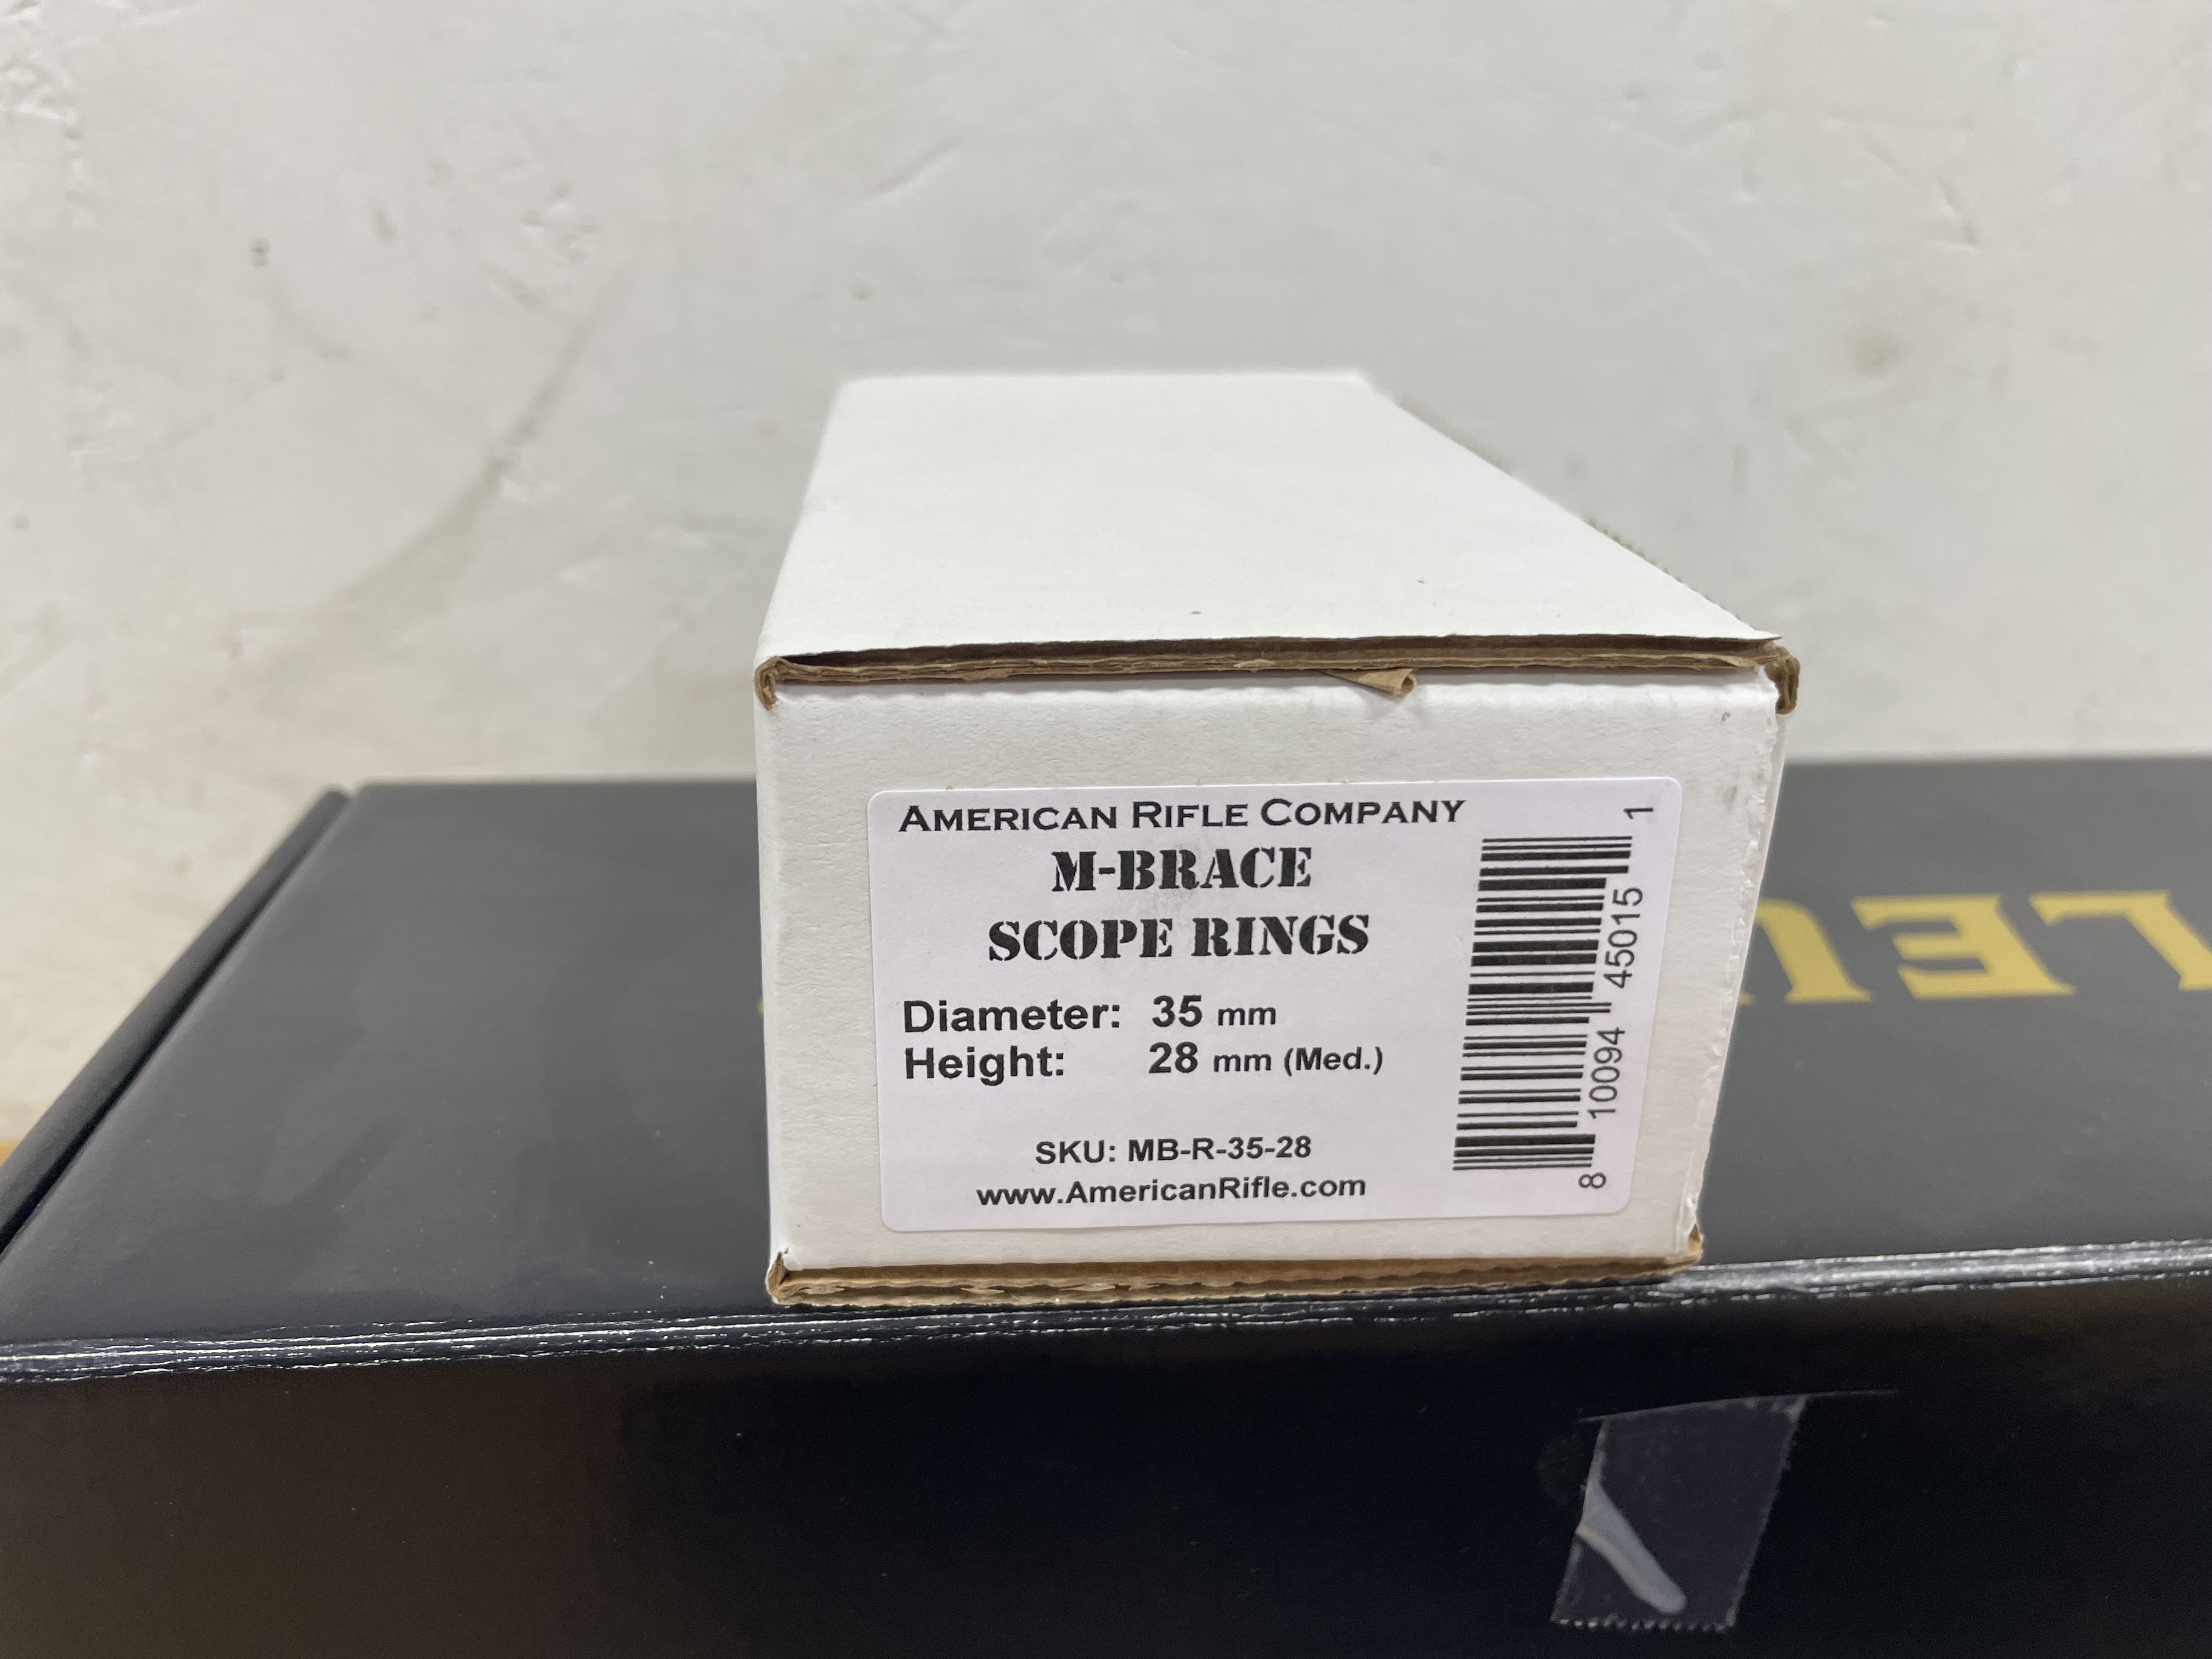 AMERICAN RIFLE COMPANY
M-BRACE
SCOPE RINGS
Diameter: 35 mm
Height: 28 mm (Med.)
SKU: MB-R-35-28
www.AmericanRifle.com
8 10094 45015 1
LEU